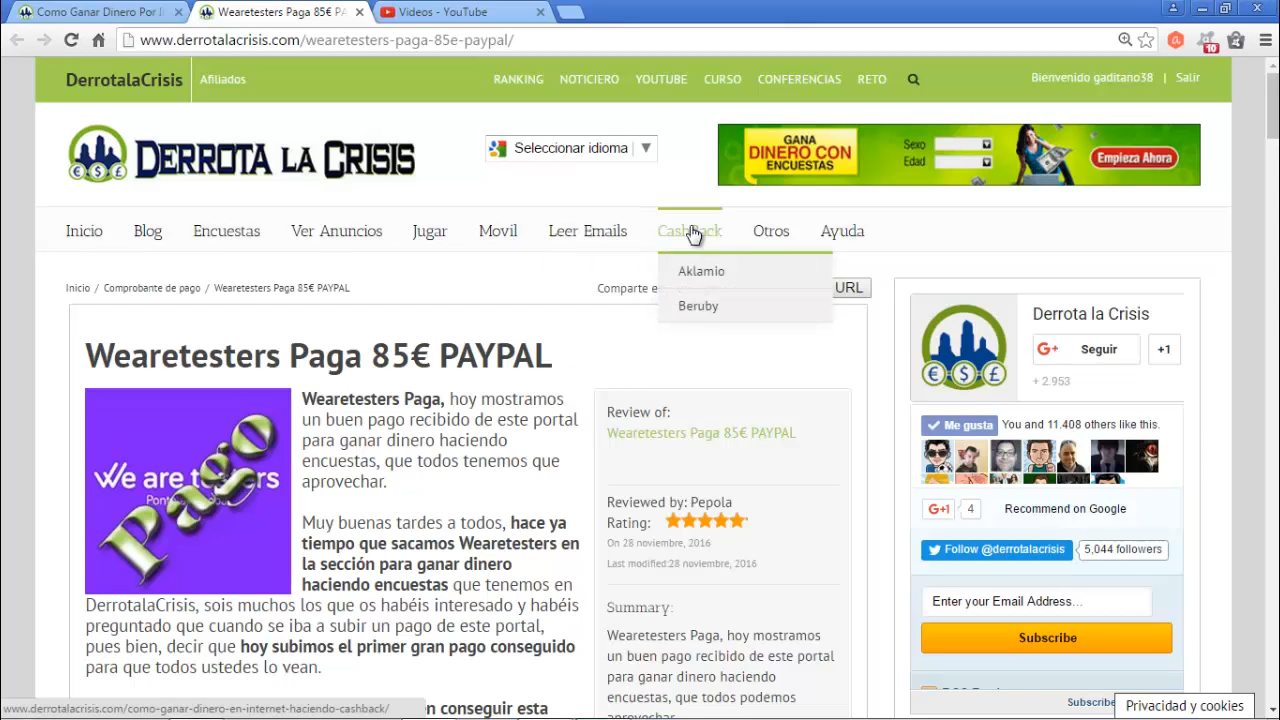 Como Ganar Dinero Por I
Wearetesters Paga 85€ PA
Videos - YouTube
www.derrotalacrisis.com/wearetesters-paga-85e-paypal/
10
DerrotalaCrisis
Afiliados
RANKING
NOTICIERO
YOUTUBE
CURSO
CONFERENCIAS
RETO
Bienvenido gaditano38 | Salir
DERROTA LA CRISIS
Seleccionar idioma ▼
GANA
DINERO CON
ENCUESTAS
Sexo
Edad
Empieza Ahora
Inicio
Blog
Encuestas
Ver Anuncios
Jugar
Movil
Leer Emails
Cashback
Otros
Ayuda
Aklamio
Beruby
Inicio / Comprobante de pago / Wearetesters Paga 85€ PAYPAL
Comparte e
URL
Wearetesters Paga 85€ PAYPAL
We are testers
Pago
Wearetesters Paga, hoy mostramos
un buen pago recibido de este portal
para ganar dinero haciendo
encuestas, que todos tenemos que
aprovechar.
Muy buenas tardes a todos, hace ya
tiempo que sacamos Wearetesters en
la sección para ganar dinero
haciendo encuestas que tenemos en
DerrotalaCrisis, sois muchos los que os habéis interesado y habéis
preguntado que cuando se iba a subir un pago de este portal,
pues bien, decir que hoy subimos el primer gran pago conseguido
para que todos ustedes lo vean.
en conseguir esta
Review of:
Wearetesters Paga 85€ PAYPAL
Reviewed by: Pepola
Rating:
On 28 noviembre, 2016
Last modified:28 noviembre, 2016
Summary:
Wearetesters Paga, hoy mostramos
un buen pago recibido de este portal
para ganar dinero haciendo
encuestas, que todos podemos
aprovechar.
Derrota la Crisis
Seguir
+1
+ 2.953
Me gusta
You and 11.408 others like this.
G+1
4
Recommend on Google
Follow @derrotalacrisis
5,044 followers
Enter your Email Address...
Subscribe
Subscribe
Privacidad y cookies
www.derrotalacrisis.com/como-ganar-dinero-en-internet-haciendo-cashback/